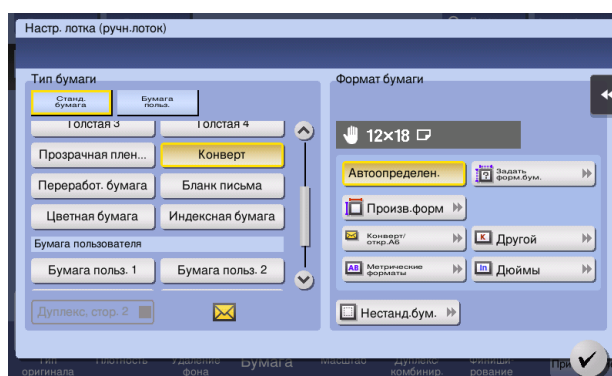 Настр. лотка (ручн.лоток)
Тип бумаги
Станд. бумага
Бумага польз.
Толстая 3
Толстая 4
Прозрачная плен...
Конверт
Переработ. бумага
Бланк письма
Цветная бумага
Индексная бумага
Бумага пользователя
Бумага польз. 1
Бумага польз. 2
Дуплекс, стор. 2
Формат бумаги
12×18
Автоопределен.
? Задать форм.бум.
Произв.форм
Конверт/ откр.A6
K Другой
AB Метрические форматы
In Дюймы
Нестанд.бум.
Тип оригинала
Плотность
Удаление фона
Бумага
Масштаб
Дуплекс/ комбинир.